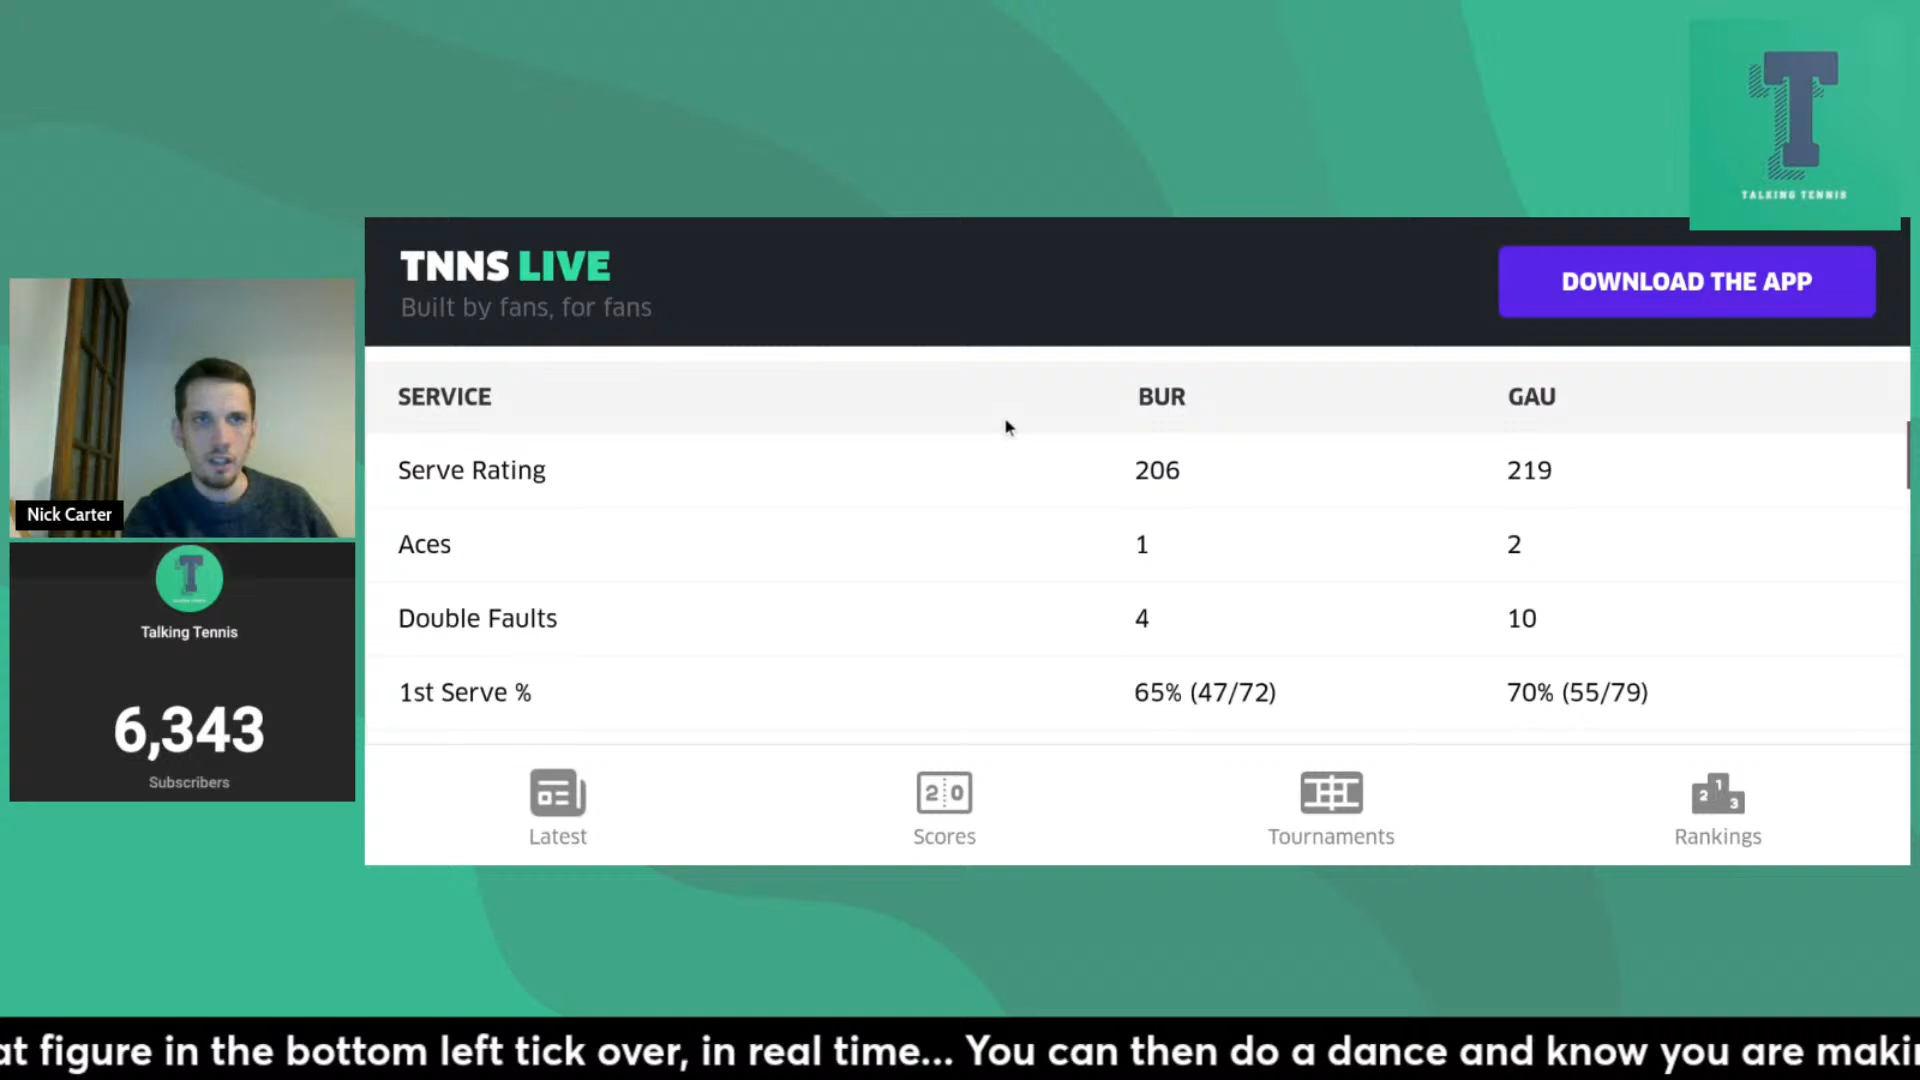 T
TALKING TENNIS
TNNS LIVE
Built by fans, for fans
DOWNLOAD THE APP
SERVICE BUR GAU
Serve Rating 206 219
Aces 1 2
Double Faults 4 10
1st Serve % 65% (47/72) 70% (55/79)
2 0
1 2 3
Latest Scores Tournaments Rankings
Nick Carter
T
Talking Tennis
6,343
Subscribers
at figure in the bottom left tick over, in real time... You can then do a dance and know you are makin